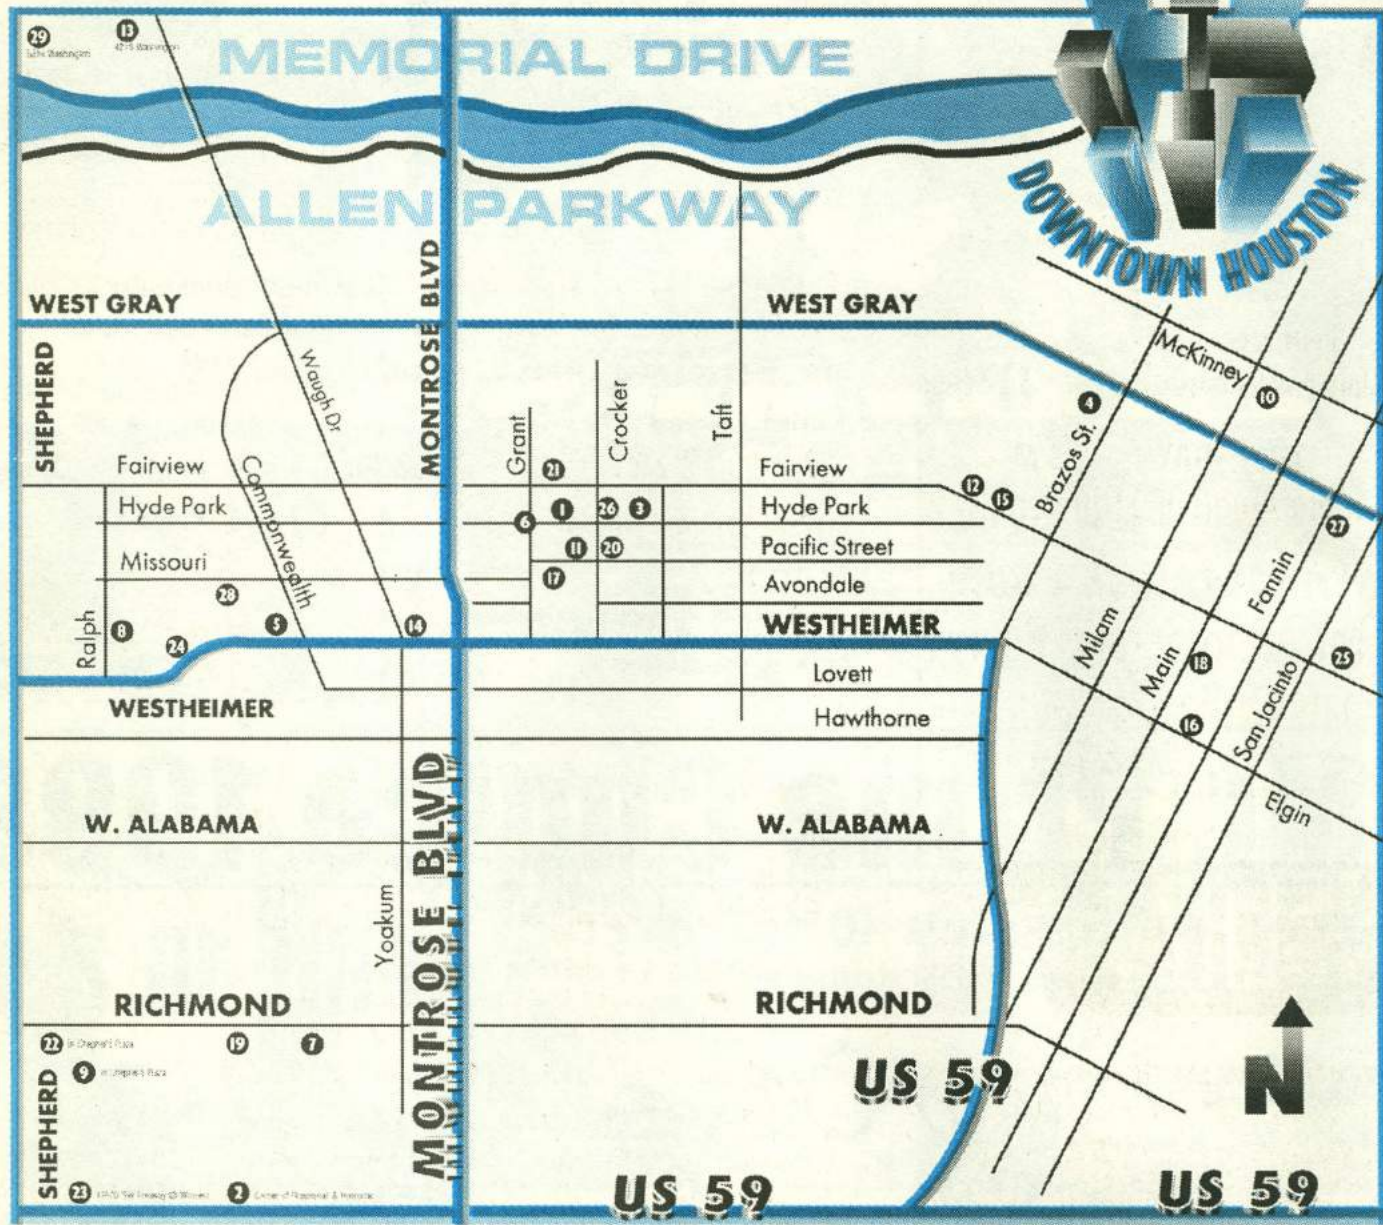 29
13
4215 Washington
MEMORIAL DRIVE
ALLEN PARKWAY
DOWNTOWN HOUSTON
WEST GRAY
MONTROSE BLVD
WEST GRAY
SHEPHERD
Waugh Dr
Grant
Crocker
Taft
McKinney
10
4
Brazos St.
Fairview
Commonwealth
21
Fairview
12
15
Hyde Park
6
1
26
3
Hyde Park
27
Missouri
11
20
Pacific Street
Fannin
28
17
Avondale
Ralph
8
24
5
14
WESTHEIMER
Milam
Main
18
25
Lovett
WESTHEIMER
Hawthorne
16
San Jacinto
Elgin
MONTROSE BLVD
W. ALABAMA
W. ALABAMA
Yoakum
RICHMOND
RICHMOND
22
19
7
9
SHEPHERD
US 59
N
23
2
US 59
US 59